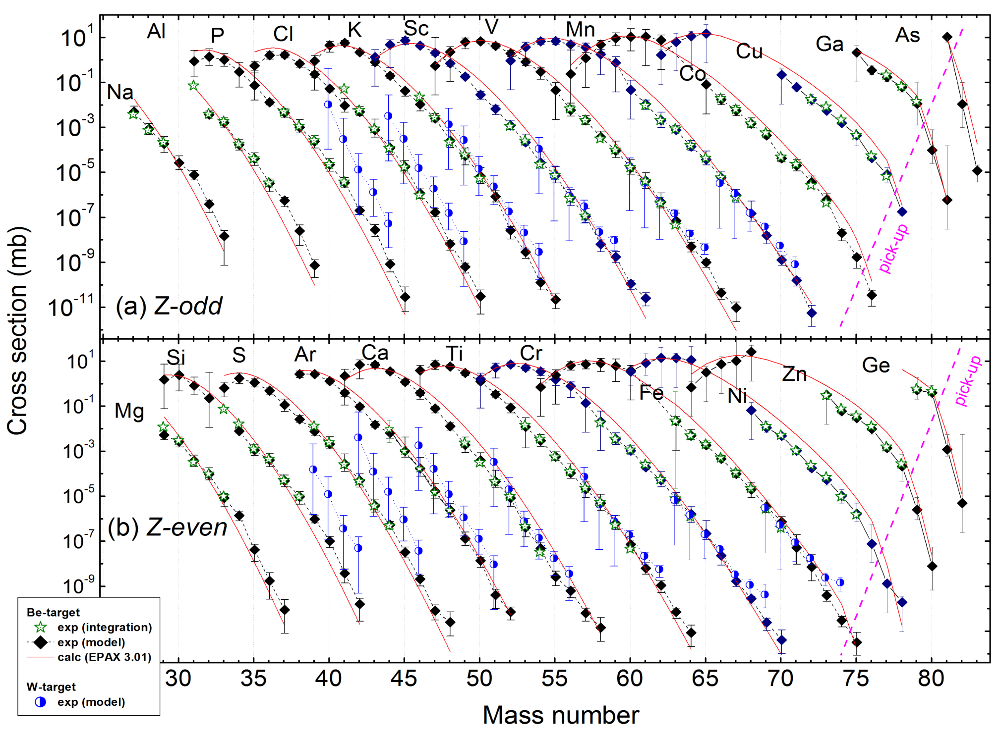 Al
P
Cl
K
Sc
V
Mn
Na
Co
Cu
Ga
As
pick-up
10^1
10^-1
10^-3
10^-5
10^-7
10^-9
10^-11
(a) Z-odd
Cross section (mb)
Si
S
Ar
Ca
Ti
Cr
Mg
Fe
Ni
Zn
Ge
pick-up
10^1
10^-1
10^-3
10^-5
10^-7
10^-9
(b) Z-even
Be-target
exp (integration)
exp (model)
calc (EPAX 3.01)
W-target
exp (model)
30 35 40 45 50 55 60 65 70 75 80
Mass number